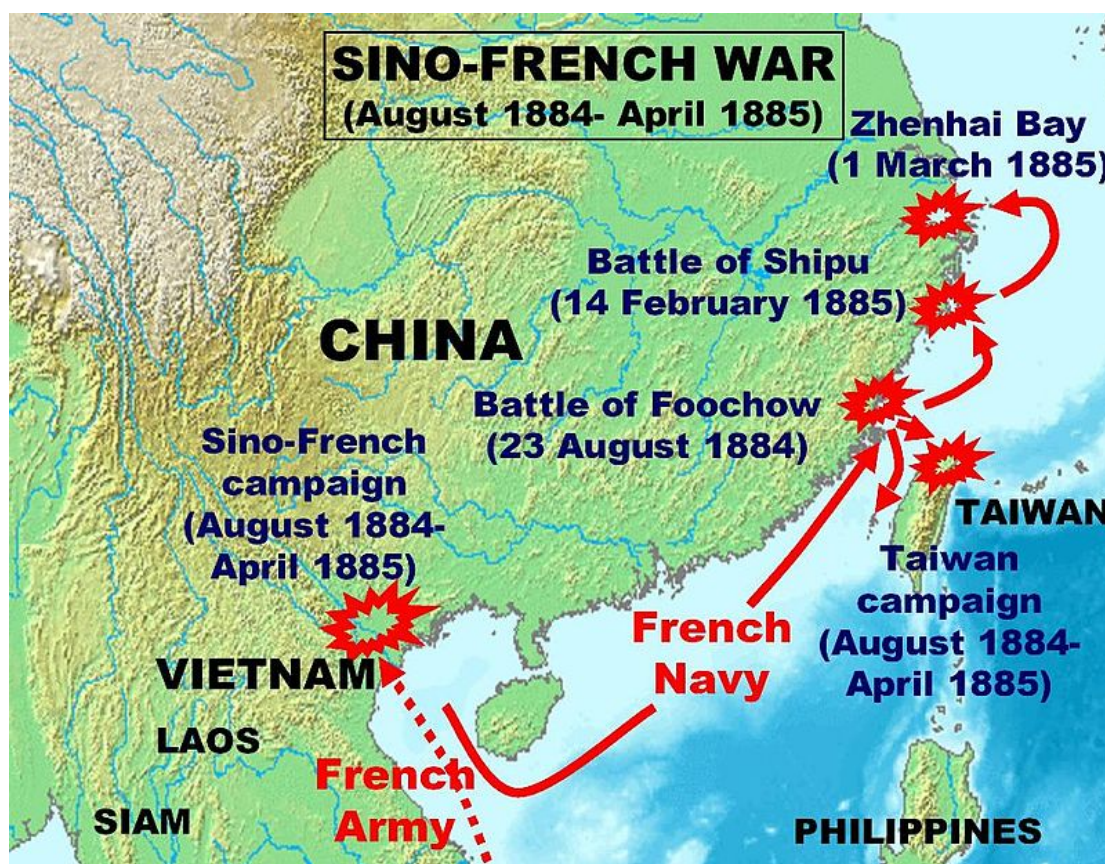 SINO-FRENCH WAR
(August 1884- April 1885)
Zhenhai Bay
(1 March 1885)
Battle of Shipu
(14 February 1885)
CHINA
Battle of Foochow
(23 August 1884)
Sino-French
campaign
(August 1884-
April 1885)
TAIWAN
Taiwan
campaign
(August 1884-
April 1885)
French
Navy
VIETNAM
LAOS
French
Army
SIAM
PHILIPPINES